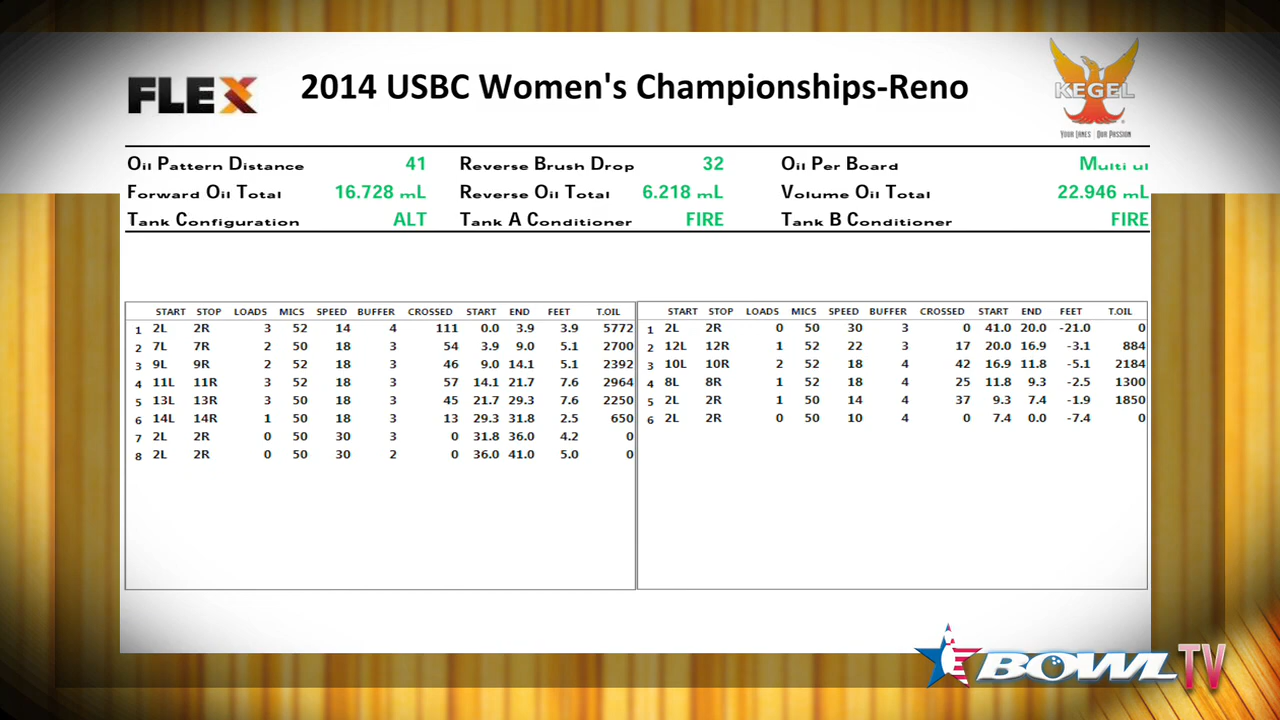 FLEX
2014 USBC Women's Championships-Reno
KEGEL
YOUR LANES | OUR PASSION
Oil Pattern Distance 41 Reverse Brush Drop 32 Oil Per Board Multi ul
Forward Oil Total 16.728 mL Reverse Oil Total 6.218 mL Volume Oil Total 22.946 mL
Tank Configuration ALT Tank A Conditioner FIRE Tank B Conditioner FIRE
START STOP LOADS MICS SPEED BUFFER CROSSED START END FEET T.OIL
1 2L 2R 3 52 14 4 111 0.0 3.9 3.9 5772
2 7L 7R 2 50 18 3 54 3.9 9.0 5.1 2700
3 9L 9R 2 52 18 3 46 9.0 14.1 5.1 2392
4 11L 11R 3 52 18 3 57 14.1 21.7 7.6 2964
5 13L 13R 3 50 18 3 45 21.7 29.3 7.6 2250
6 14L 14R 1 50 18 3 13 29.3 31.8 2.5 650
7 2L 2R 0 50 30 3 0 31.8 36.0 4.2 0
8 2L 2R 0 50 30 2 0 36.0 41.0 5.0 0
START STOP LOADS MICS SPEED BUFFER CROSSED START END FEET T.OIL
1 2L 2R 0 50 30 3 0 41.0 20.0 -21.0 0
2 12L 12R 1 52 22 3 17 20.0 16.9 -3.1 884
3 10L 10R 2 52 18 4 42 16.9 11.8 -5.1 2184
4 8L 8R 1 52 18 4 25 11.8 9.3 -2.5 1300
5 2L 2R 1 50 14 4 37 9.3 7.4 -1.9 1850
6 2L 2R 0 50 10 4 0 7.4 0.0 -7.4 0
BOWL TV